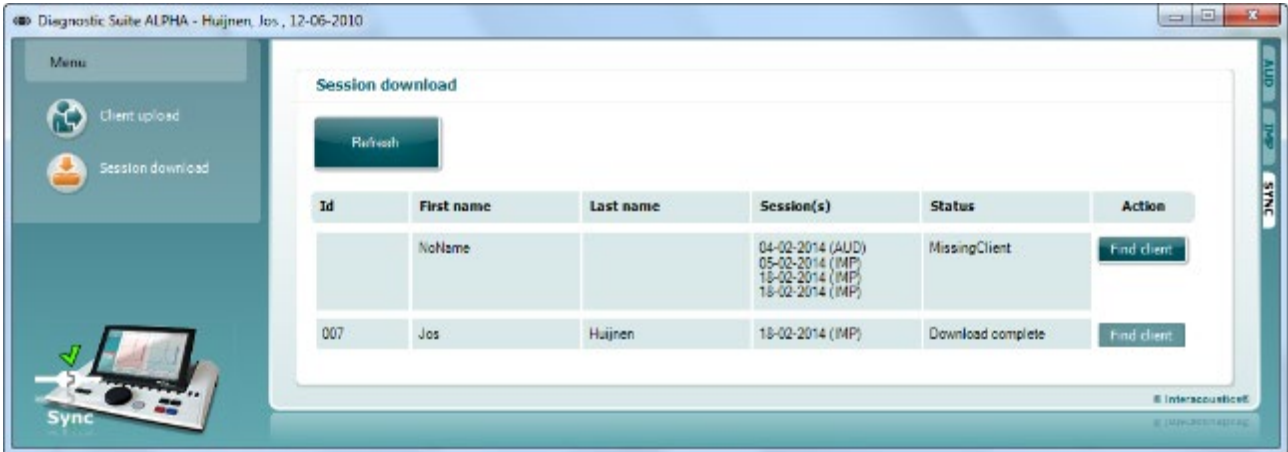 Diagnostic Suite ALPHA - Huijnen, Jos , 12-06-2010
Menu
Client upload
Session download
Sync
Session download
Refresh
Id First name Last name Session(s) Status Action
NoName 04-02-2014 (AUD) MissingClient Find client
05-02-2014 (IMP)
18-02-2014 (IMP)
18-02-2014 (IMP)
007 Jos Huijnen 18-02-2014 (IMP) Download complete Find client
® Interacoustics®
AUD
IMP
SYNC